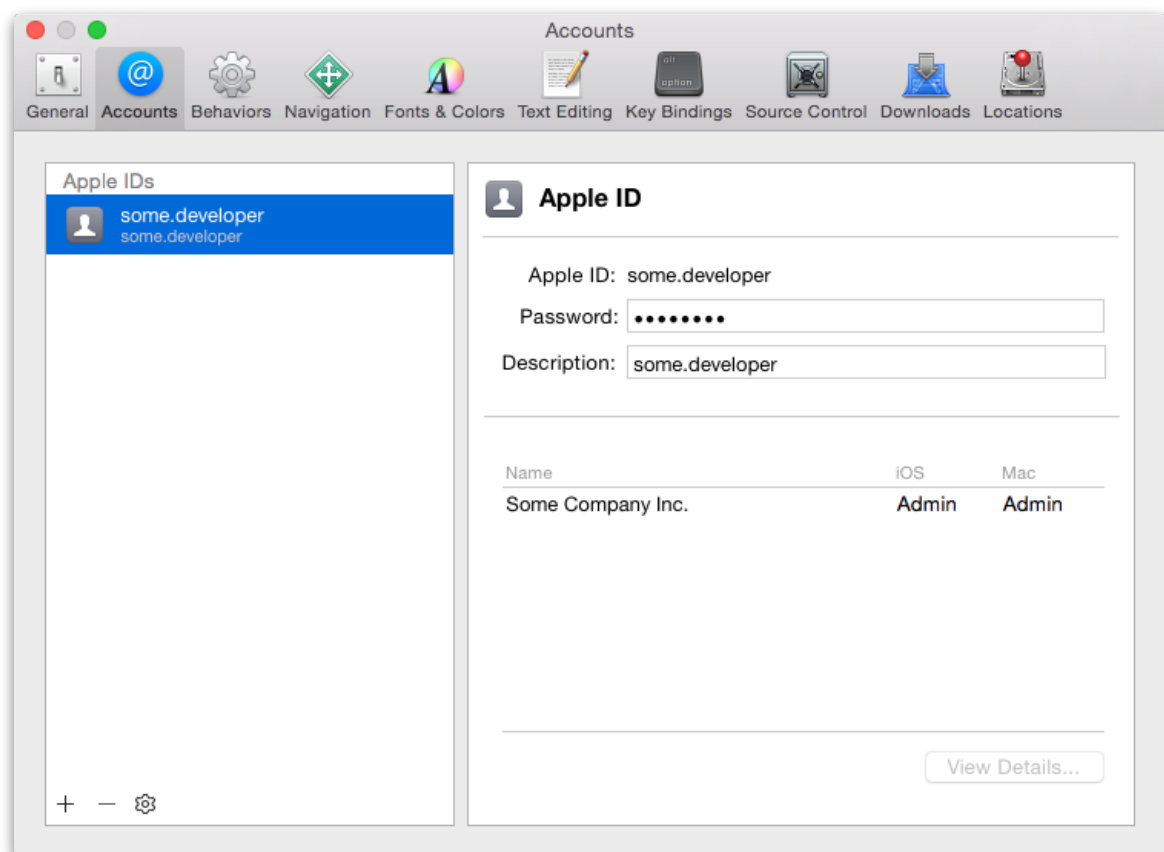 Accounts
General Accounts Behaviors Navigation Fonts & Colors Text Editing Key Bindings Source Control Downloads Locations
alt
option
@
A
Apple IDs
some.developer
some.developer
Apple ID
Apple ID: some.developer
Password: ••••••••
Description: some.developer
Name iOS Mac
Some Company Inc. Admin Admin
View Details...